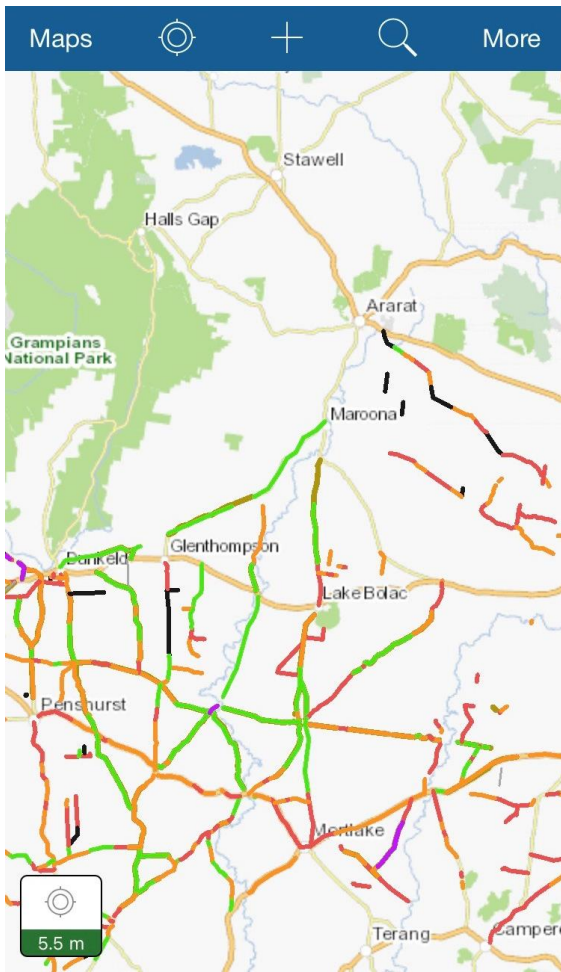 Maps
More
Stawell
Halls Gap
Ararat
Grampians
National Park
Maroona
Dunkeld
Glenthompson
Lake Bolac
Penshurst
Mortlake
Terang
5.5 m